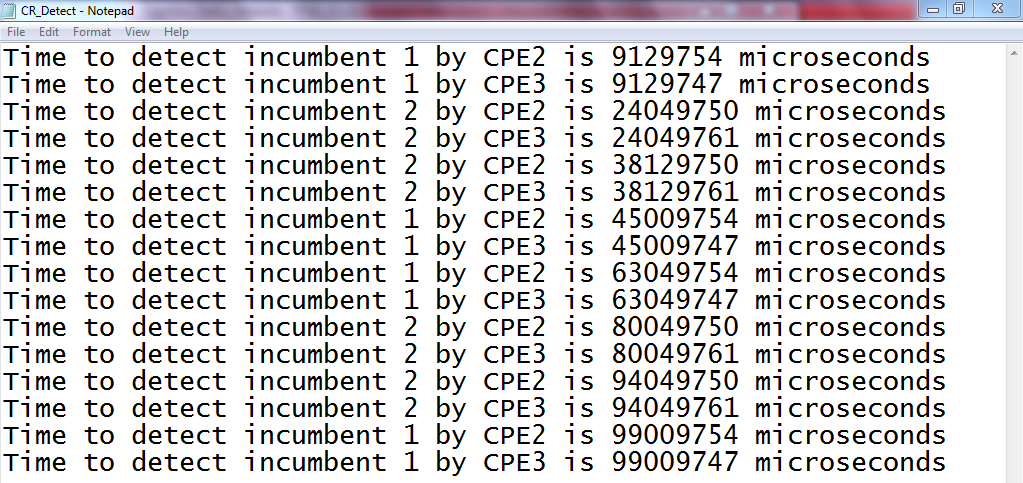 CR_Detect - Notepad
File Edit Format View Help
Time to detect incumbent 1 by CPE2 is 9129754 microseconds
Time to detect incumbent 1 by CPE3 is 9129747 microseconds
Time to detect incumbent 2 by CPE2 is 24049750 microseconds
Time to detect incumbent 2 by CPE3 is 24049761 microseconds
Time to detect incumbent 2 by CPE2 is 38129750 microseconds
Time to detect incumbent 2 by CPE3 is 38129761 microseconds
Time to detect incumbent 1 by CPE2 is 45009754 microseconds
Time to detect incumbent 1 by CPE3 is 45009747 microseconds
Time to detect incumbent 1 by CPE2 is 63049754 microseconds
Time to detect incumbent 1 by CPE3 is 63049747 microseconds
Time to detect incumbent 2 by CPE2 is 80049750 microseconds
Time to detect incumbent 2 by CPE3 is 80049761 microseconds
Time to detect incumbent 2 by CPE2 is 94049750 microseconds
Time to detect incumbent 2 by CPE3 is 94049761 microseconds
Time to detect incumbent 1 by CPE2 is 99009754 microseconds
Time to detect incumbent 1 by CPE3 is 99009747 microseconds